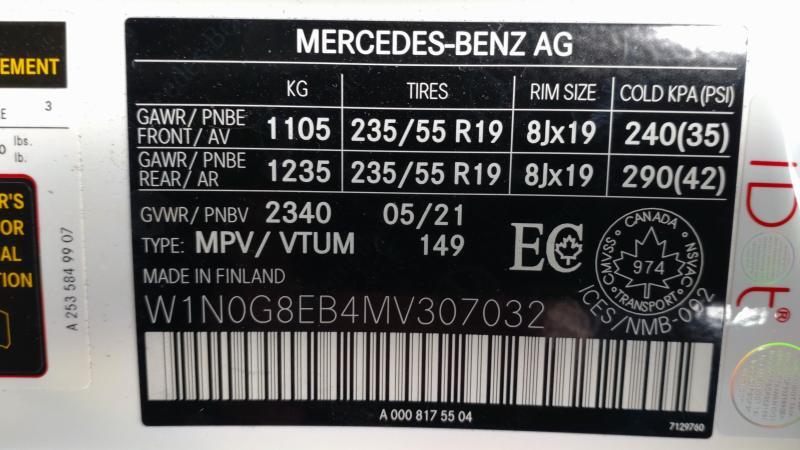 MERCEDES-BENZ AG
KG TIRES RIM SIZE COLD KPA(PSI)
GAWR/ PNBE FRONT/ AV 1105 235/55 R19 8Jx19 240(35)
GAWR/ PNBE REAR/ AR 1235 235/55 R19 8Jx19 290(42)
GVWR/ PNBV 2340 05/21
TYPE: MPV/ VTUM 149
MADE IN FINLAND
W1N0G8EB4MV307032
A 000 817 55 04
7129760
EC
CANADA
CMVSS NSVAC
974
TRANSPORT
ICES/NMB-002
EMENT
3
lbs.
lb.
R'S
OR
AL
TION
A 253 584 99 07
iDot